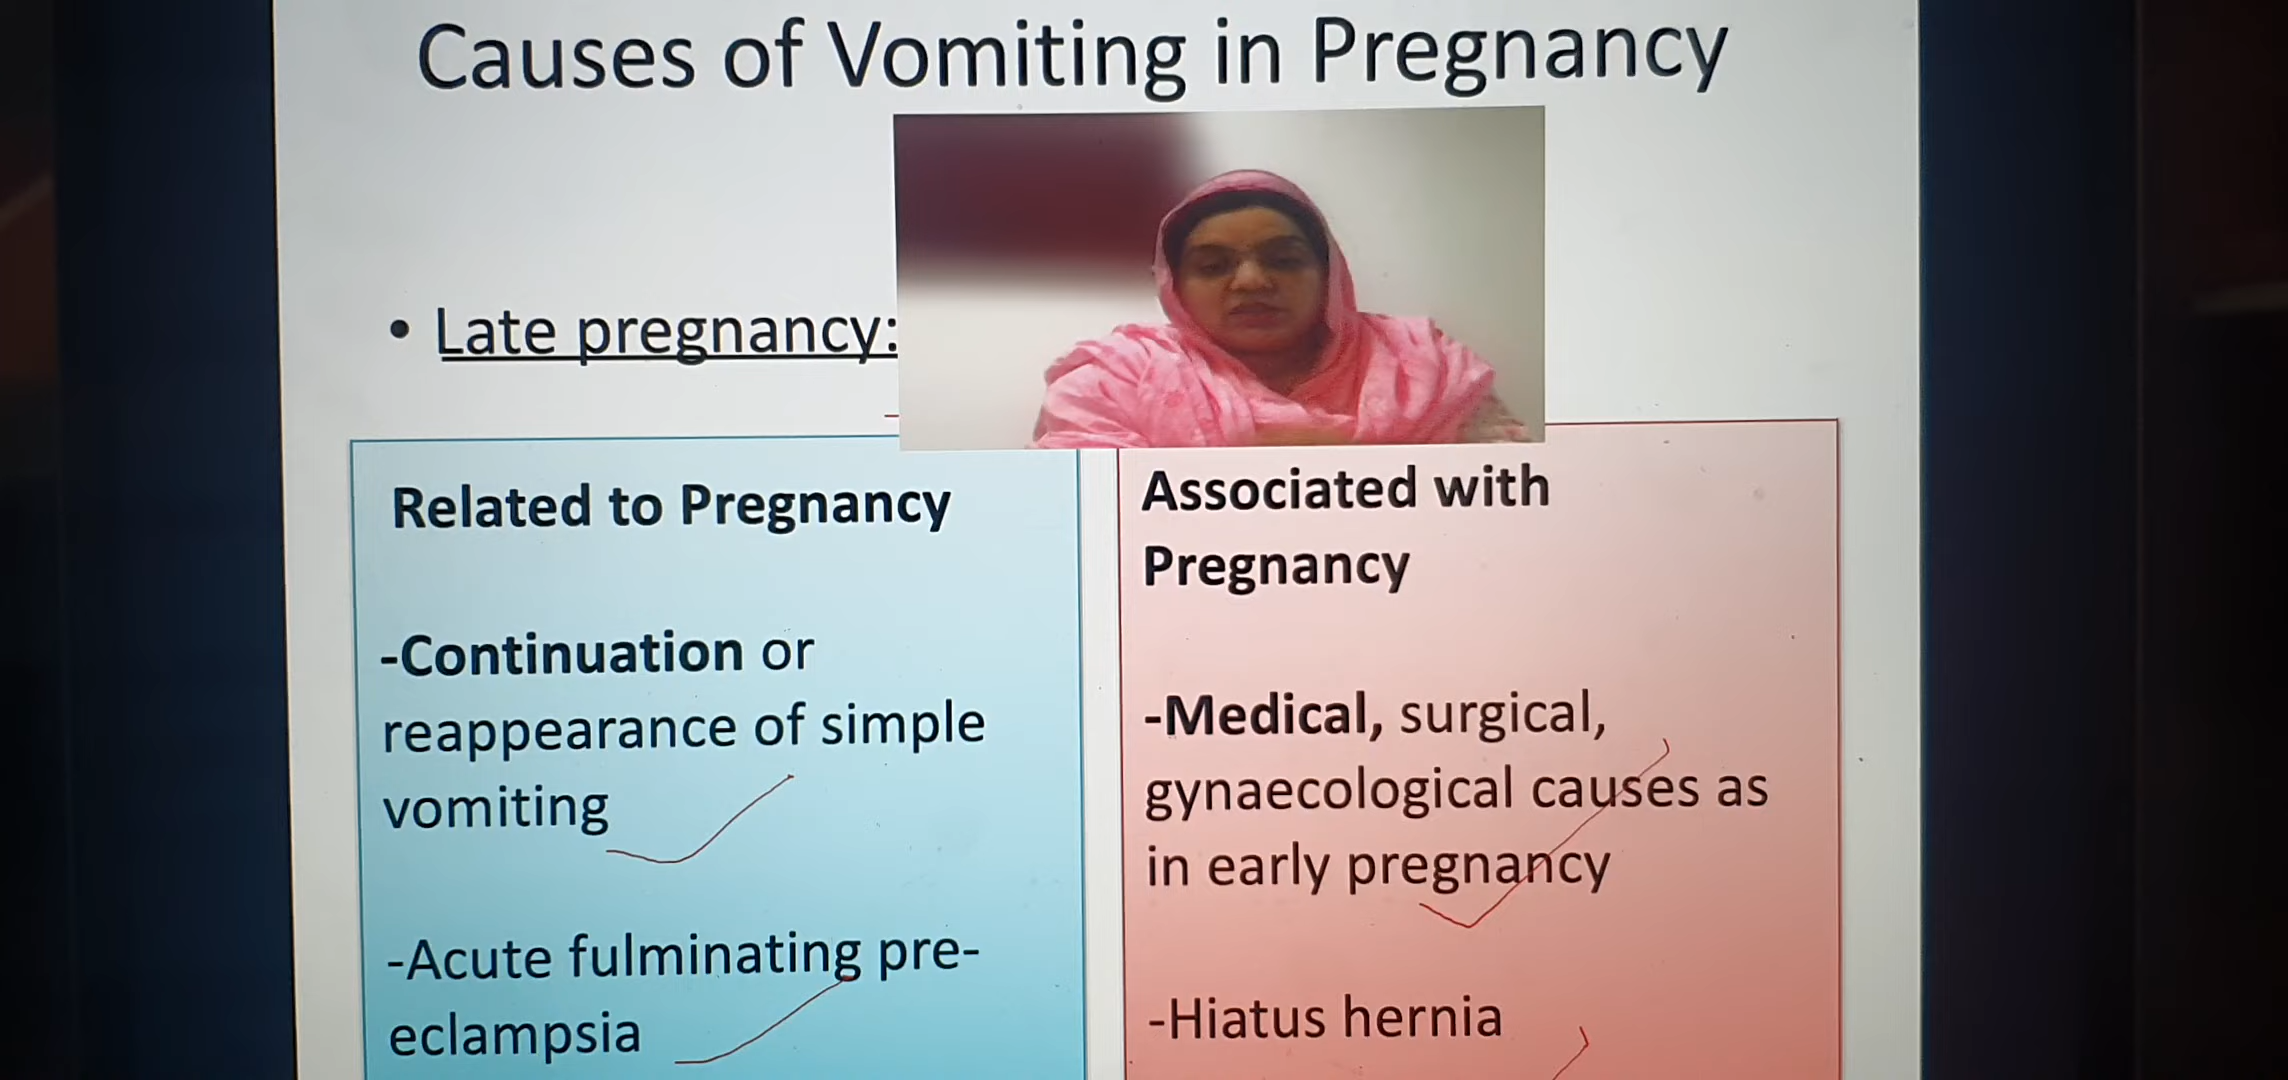 Causes of Vomiting in Pregnancy
• Late pregnancy:
Related to Pregnancy
-Continuation or
reappearance of simple
vomiting
-Acute fulminating pre-
eclampsia
Associated with
Pregnancy
-Medical, surgical,
gynaecological causes as
in early pregnancy
-Hiatus hernia